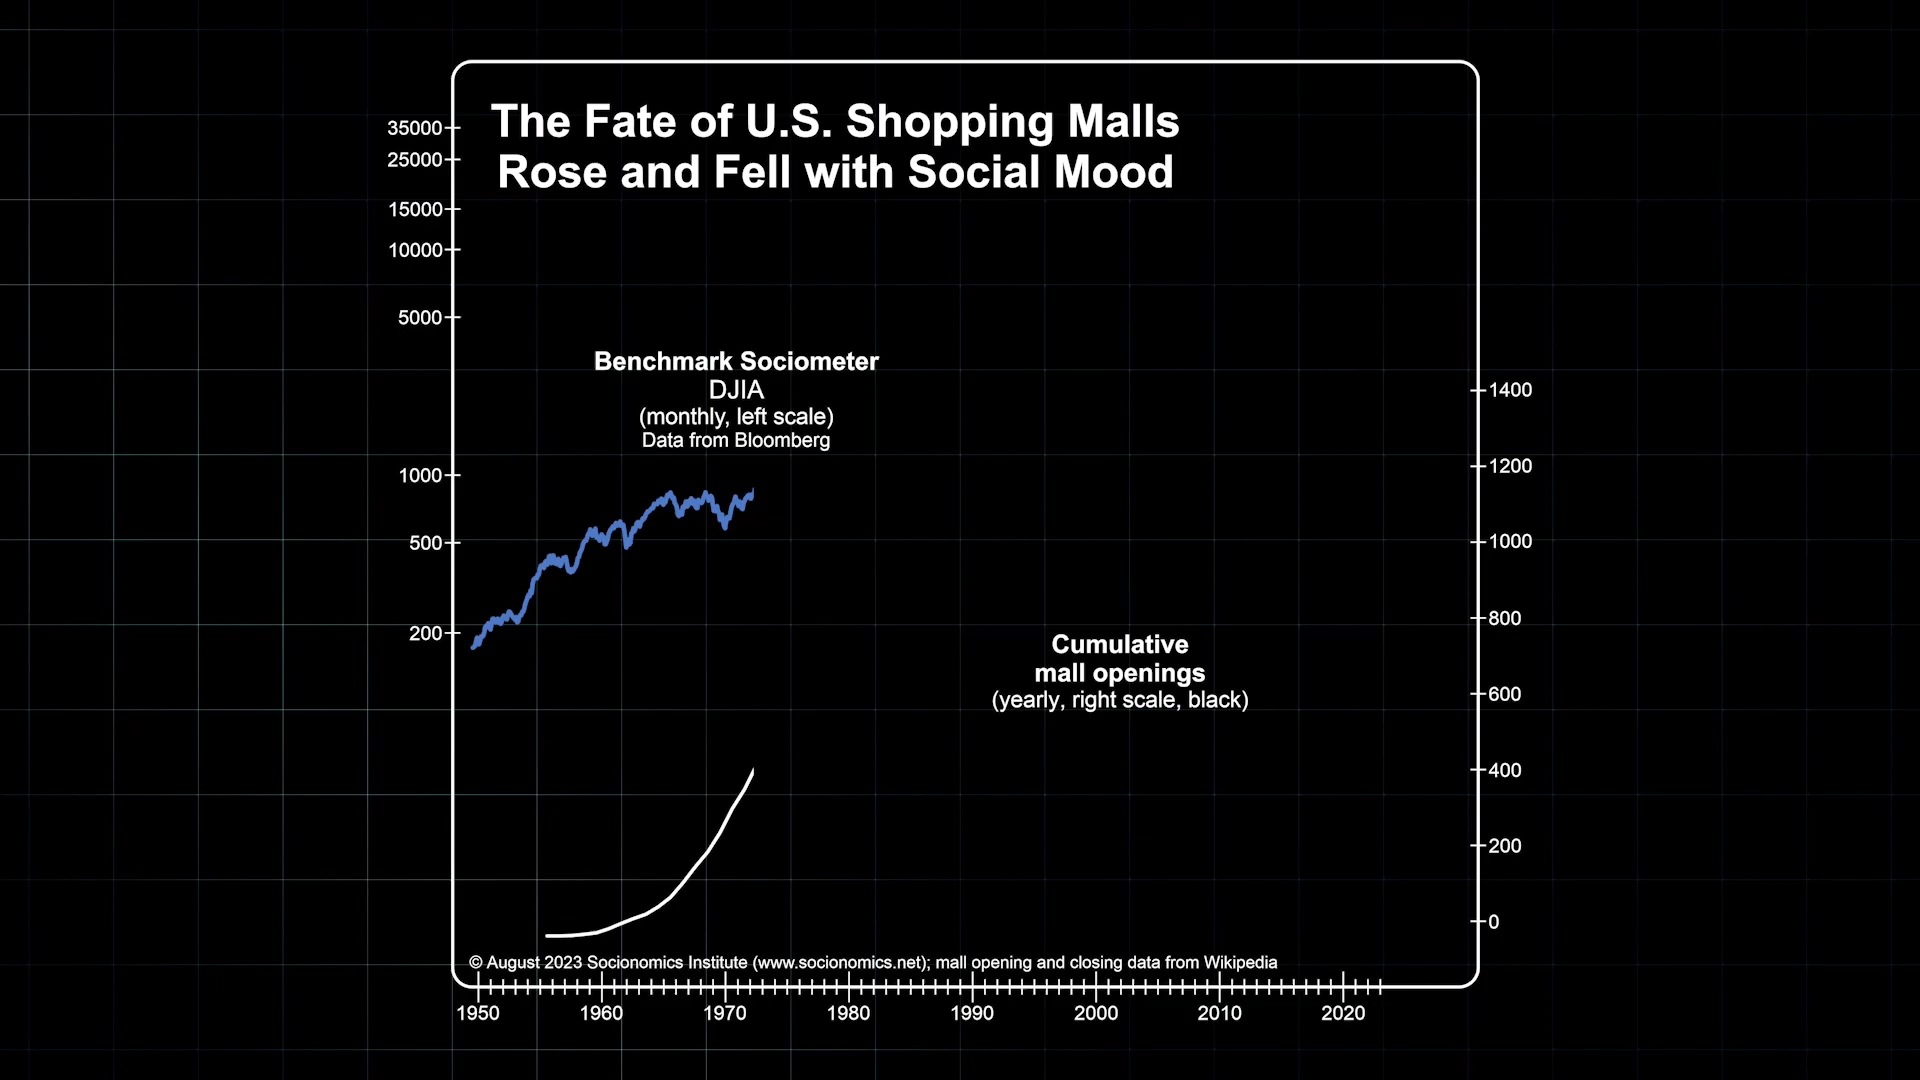 The Fate of U.S. Shopping Malls
Rose and Fell with Social Mood
35000
25000
15000
10000
5000
1000
500
200
Benchmark Sociometer
DJIA
(monthly, left scale)
Data from Bloomberg
1400
1200
1000
800
600
400
200
0
Cumulative
mall openings
(yearly, right scale, black)
© August 2023 Socionomics Institute (www.socionomics.net); mall opening and closing data from Wikipedia
1950 1960 1970 1980 1990 2000 2010 2020